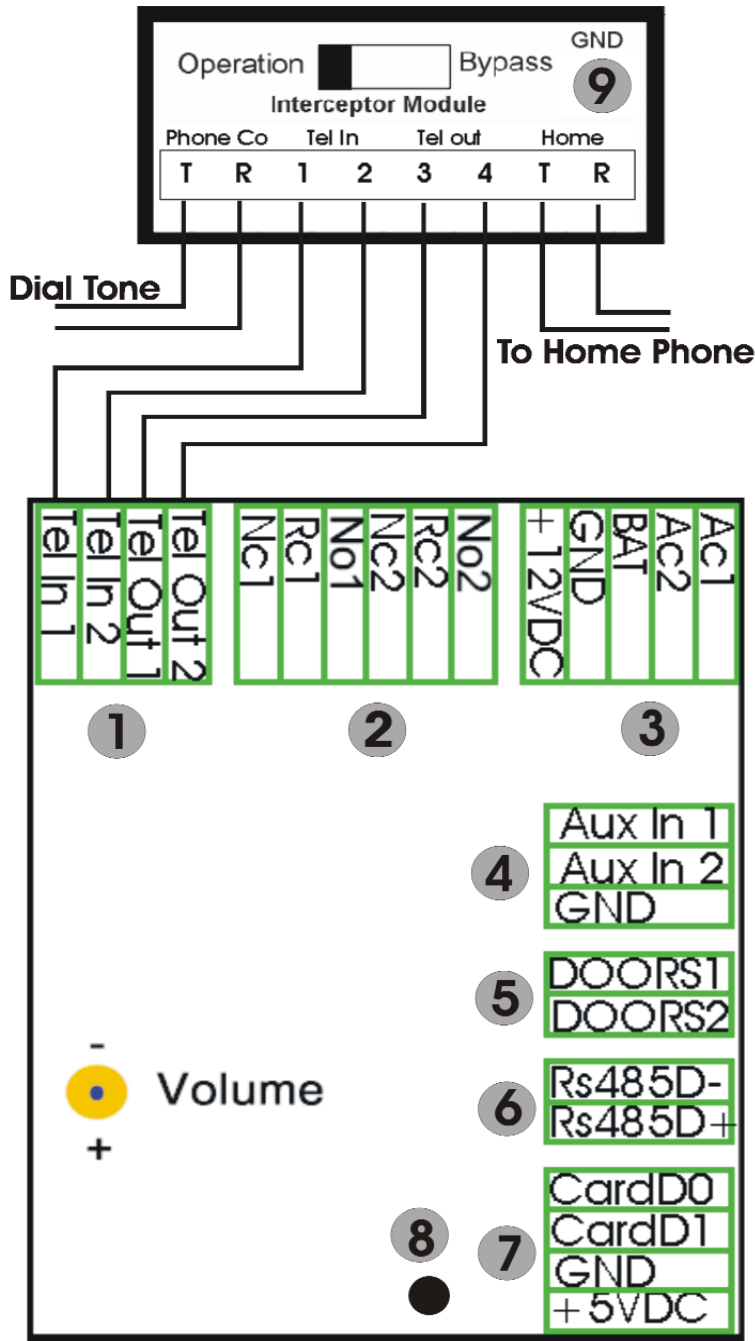 GND
Operation Bypass 9
Interceptor Module
Phone Co Tel In Tel out Home
T R 1 2 3 4 T R
Dial Tone
To Home Phone
Tel In 1
Tel In 2
Tel Out 1
Tel Out 2
Nc1
Rc1
No1
Nc2
Rc2
No2
+12VDC
GND
BAT
Ac2
Ac1
1 2 3
Aux In 1
4 Aux In 2
GND
DOORS1
5 DOORS2
-
Volume
+
Rs485D-
6 Rs485D+
CardD0
8 CardD1
7 GND
+5VDC